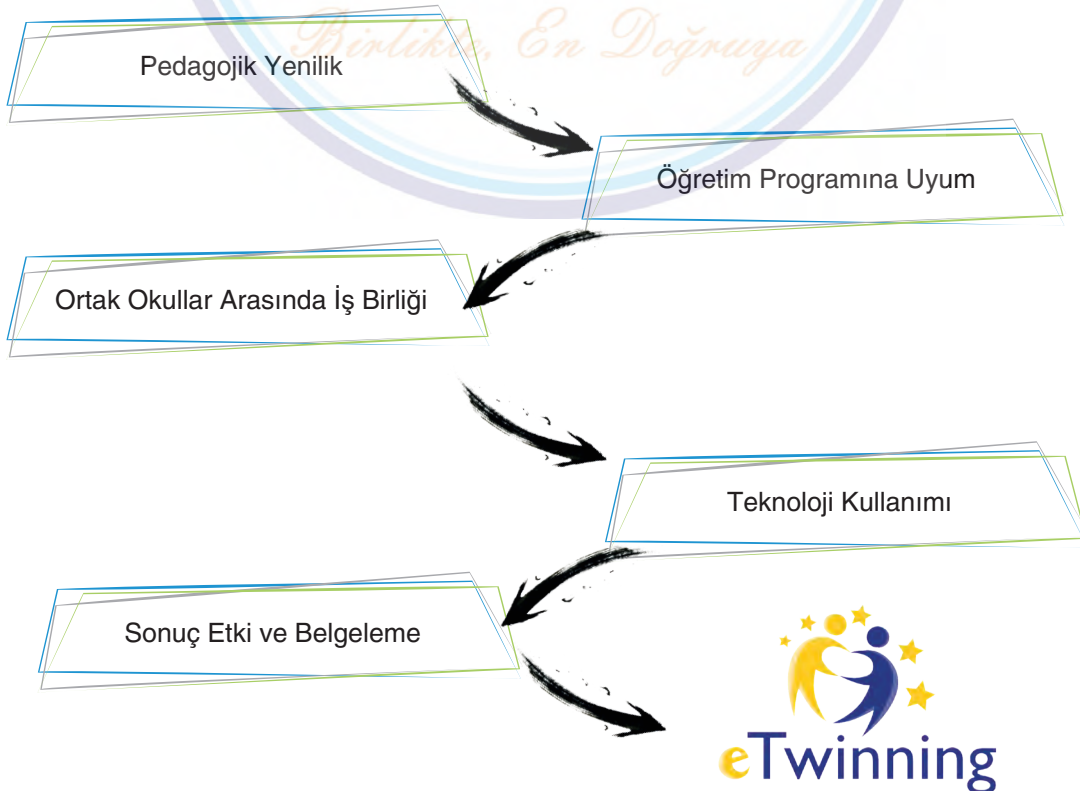 Birlikte, En Doğruya
Pedagojik Yenilik
Öğretim Programına Uyum
Ortak Okullar Arasında İş Birliği
Teknoloji Kullanımı
Sonuç Etki ve Belgeleme
eTwinning